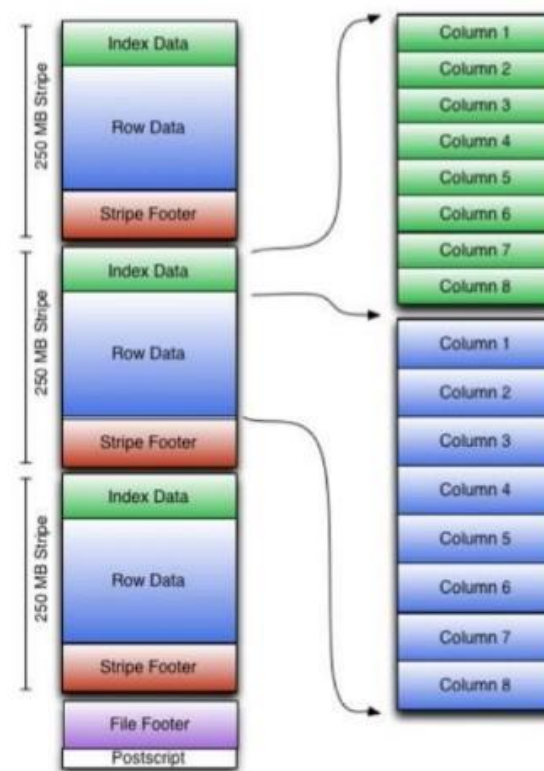 250 MB Stripe
Index Data
Row Data
Stripe Footer
250 MB Stripe
Index Data
Row Data
Stripe Footer
250 MB Stripe
Index Data
Row Data
Stripe Footer
File Footer
Postscript
Column 1
Column 2
Column 3
Column 4
Column 5
Column 6
Column 7
Column 8
Column 1
Column 2
Column 3
Column 4
Column 5
Column 6
Column 7
Column 8